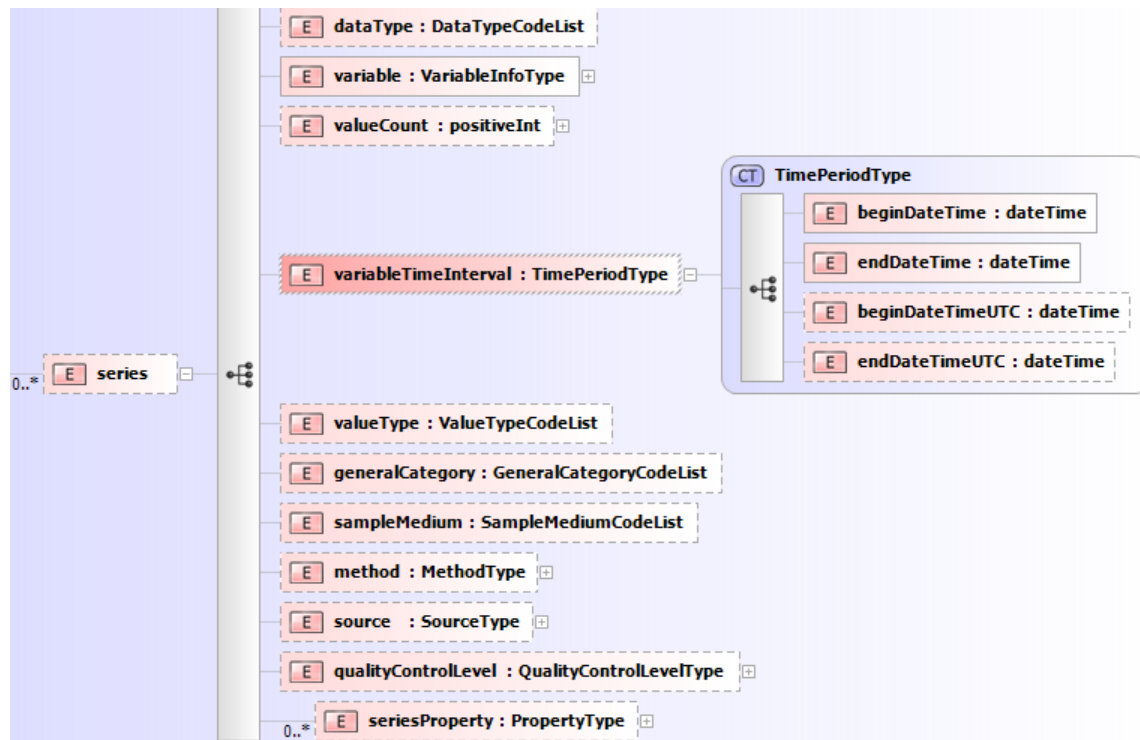 E dataType : DataTypeCodeList
E variable : VariableInfoType
E valueCount : positiveInt
CT TimePeriodType
E beginDateTime : dateTime
E variableTimeInterval : TimePeriodType
E endDateTime : dateTime
E beginDateTimeUTC : dateTime
E endDateTimeUTC : dateTime
0..* E series
E valueType : ValueTypeCodeList
E generalCategory : GeneralCategoryCodeList
E sampleMedium : SampleMediumCodeList
E method : MethodType
E source : SourceType
E qualityControlLevel : QualityControlLevelType
0..* E seriesProperty : PropertyType